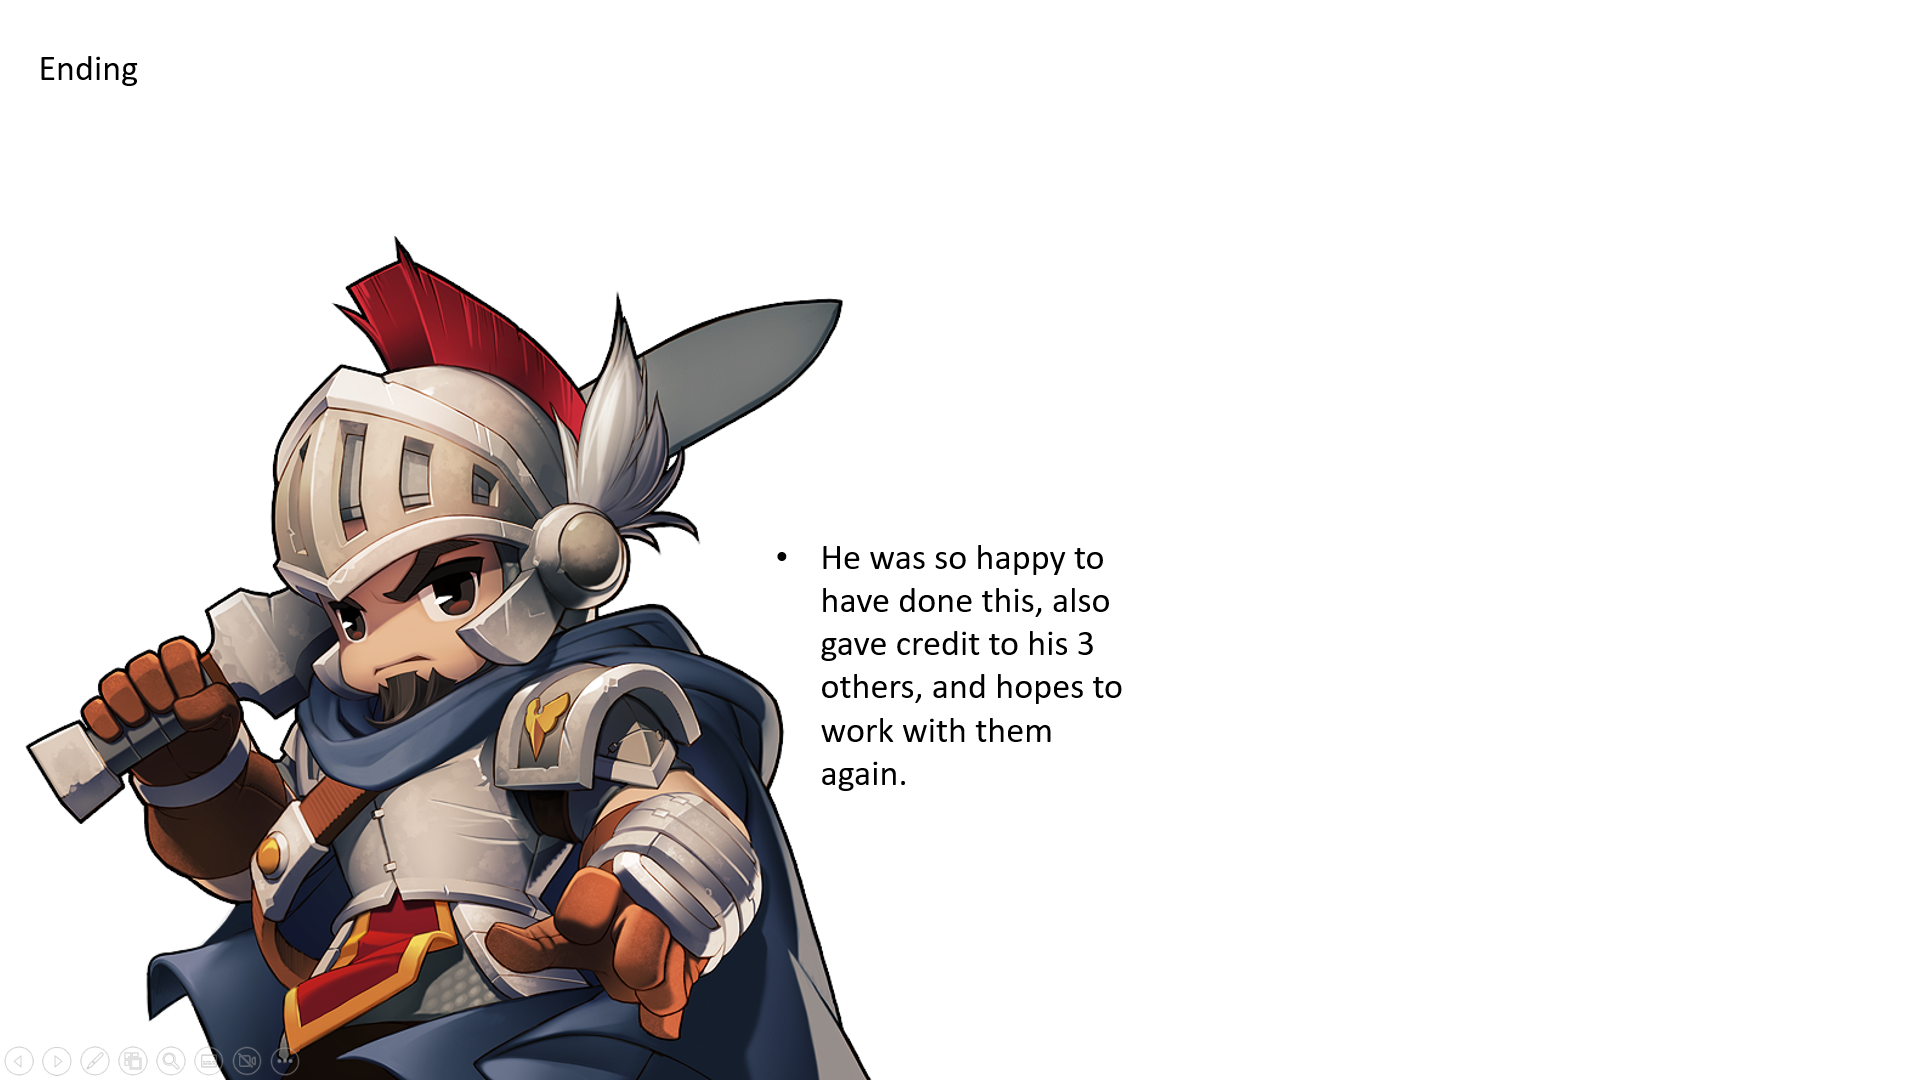 Ending
• He was so happy to
have done this, also
gave credit to his 3
others, and hopes to
work with them
again.